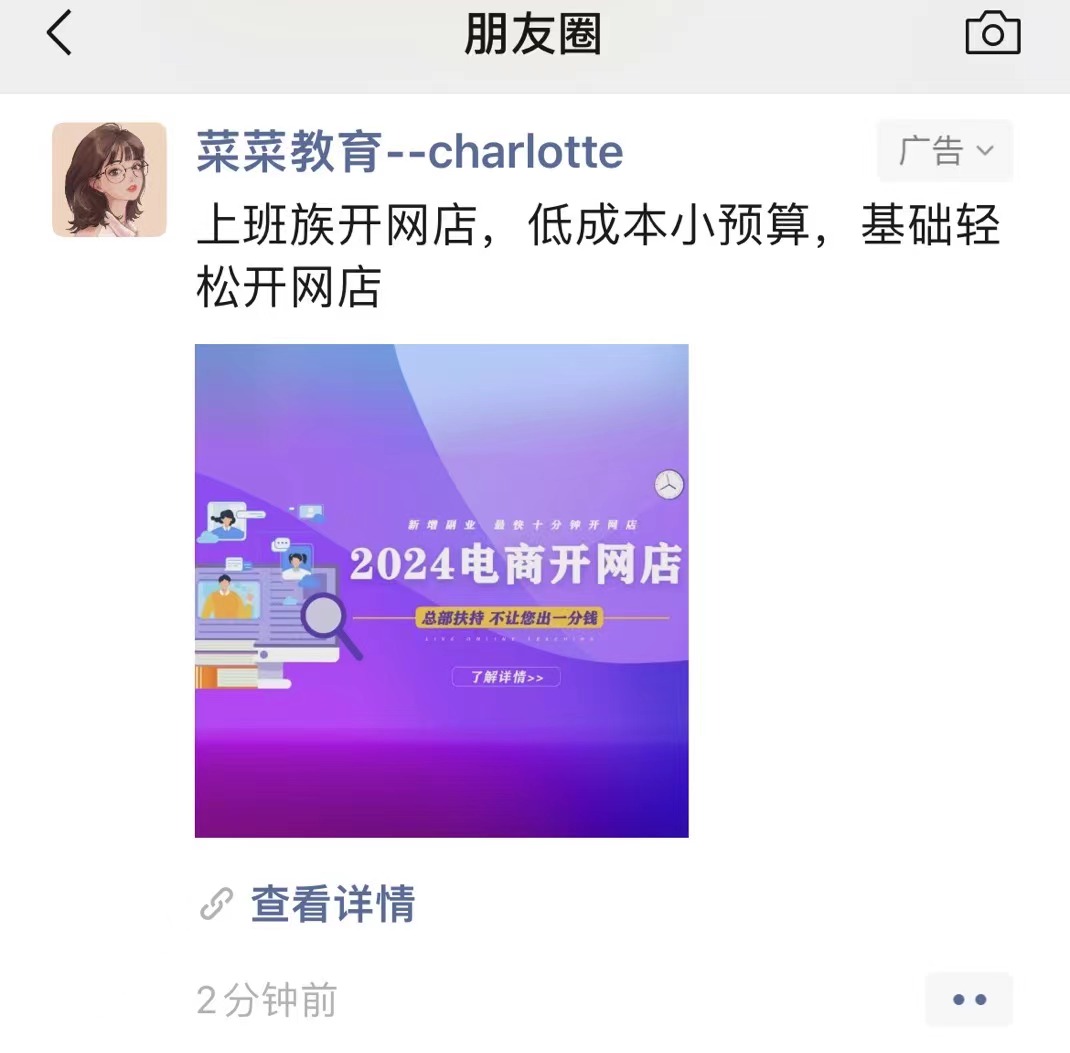 朋友圈
菜菜教育--charlotte
广告
上班族开网店，低成本小预算，基础轻
松开网店
新增副业 最快十分钟开网店
2024电商开网店
总部扶持 不让您出一分钱
LIVE ONLINE TEACHING
了解详情>>
查看详情
2分钟前